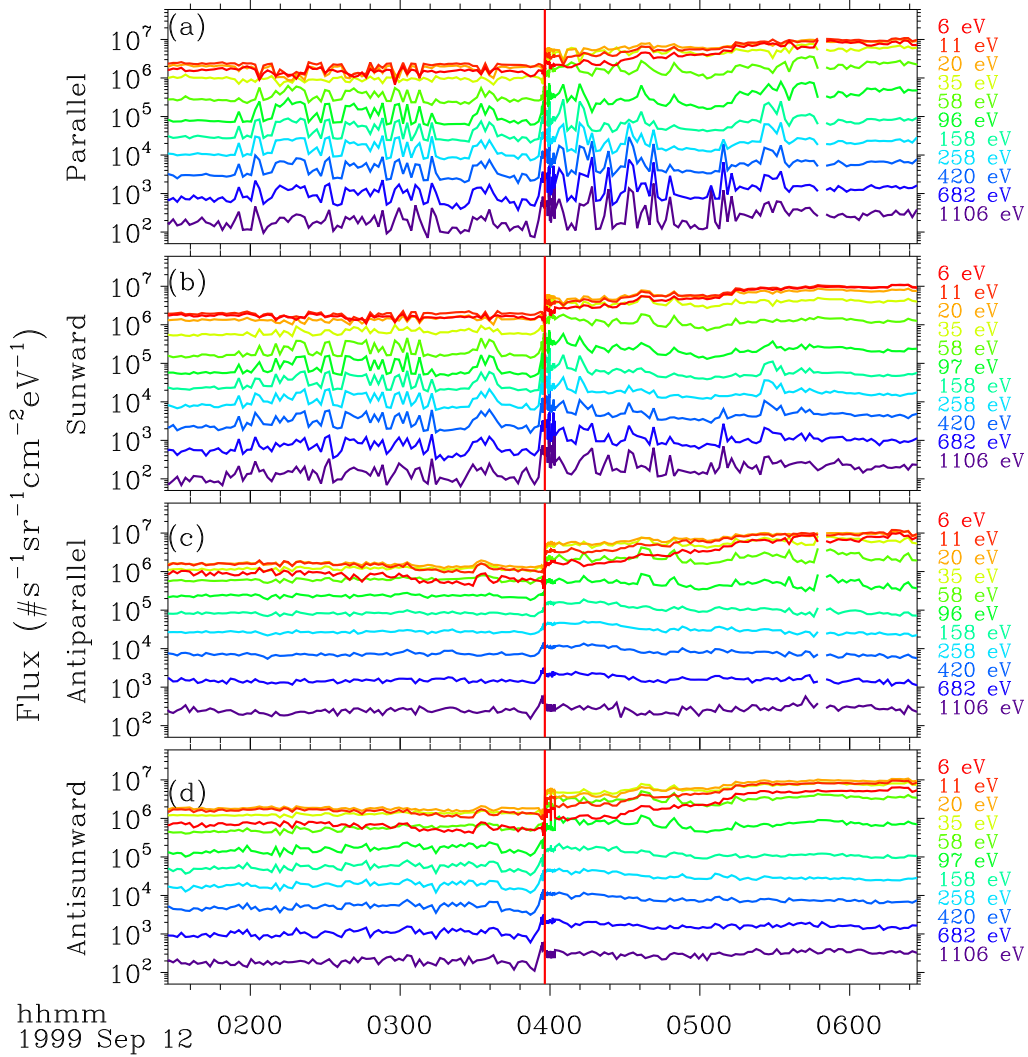 Flux (#s⁻¹sr⁻¹cm⁻²eV⁻¹)
Parallel
(a)
10⁷
10⁶
10⁵
10⁴
10³
10²
6 eV
11 eV
20 eV
35 eV
58 eV
96 eV
158 eV
258 eV
420 eV
682 eV
1106 eV
Sunward
(b)
10⁷
10⁶
10⁵
10⁴
10³
10²
6 eV
11 eV
20 eV
35 eV
58 eV
97 eV
158 eV
258 eV
420 eV
682 eV
1106 eV
Antiparallel
(c)
10⁷
10⁶
10⁵
10⁴
10³
10²
6 eV
11 eV
20 eV
35 eV
58 eV
96 eV
158 eV
258 eV
420 eV
682 eV
1106 eV
Antisunward
(d)
10⁷
10⁶
10⁵
10⁴
10³
10²
6 eV
11 eV
20 eV
35 eV
58 eV
97 eV
158 eV
258 eV
420 eV
682 eV
1106 eV
hhmm
0200 0300 0400 0500 0600
1999 Sep 12